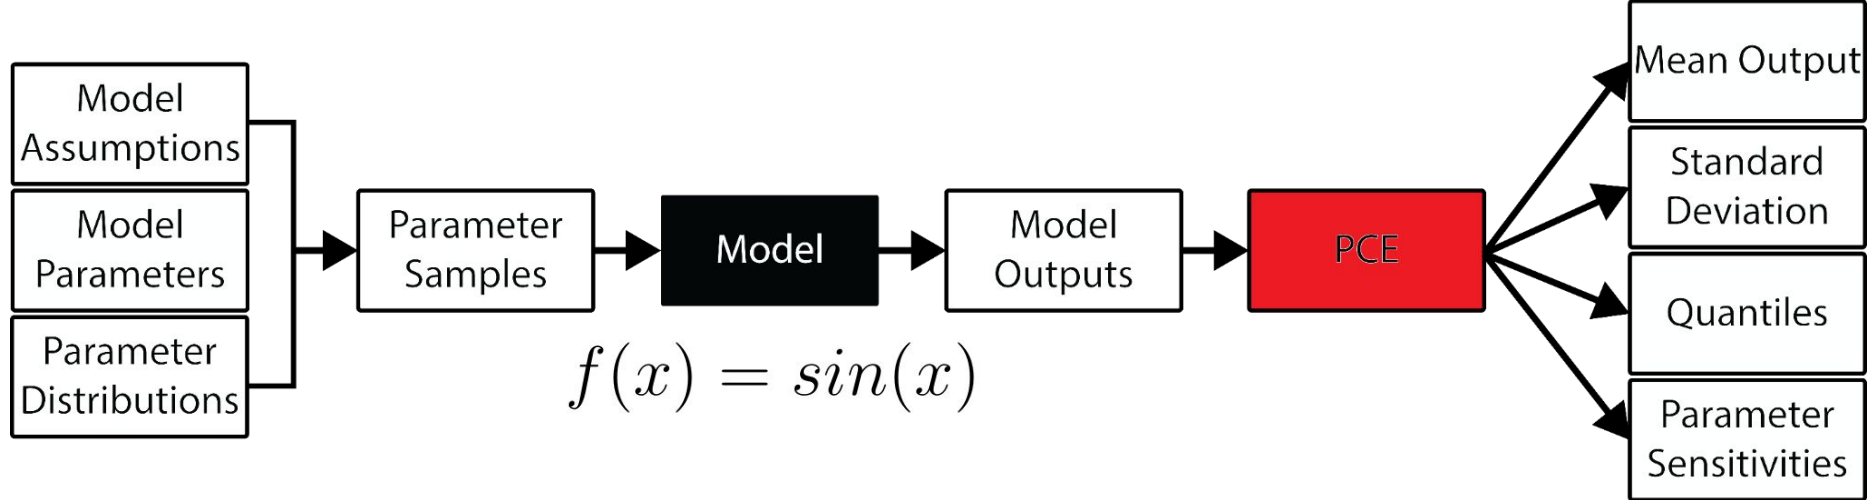 Model
Assumptions
Model
Parameters
Parameter
Distributions
Parameter
Samples
Model
f(x) = sin(x)
Model
Outputs
PCE
Mean Output
Standard
Deviation
Quantiles
Parameter
Sensitivities